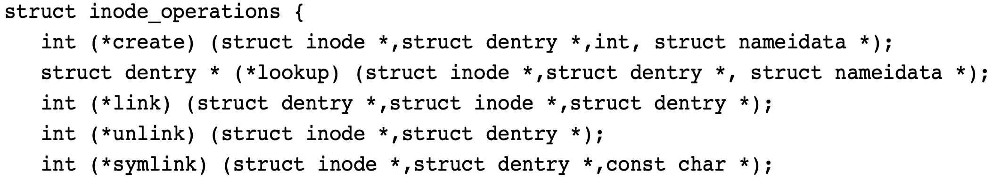 struct inode_operations {
int (*create) (struct inode *,struct dentry *,int, struct nameidata *);
struct dentry * (*lookup) (struct inode *,struct dentry *, struct nameidata *);
int (*link) (struct dentry *,struct inode *,struct dentry *);
int (*unlink) (struct inode *,struct dentry *);
int (*symlink) (struct inode *,struct dentry *,const char *);